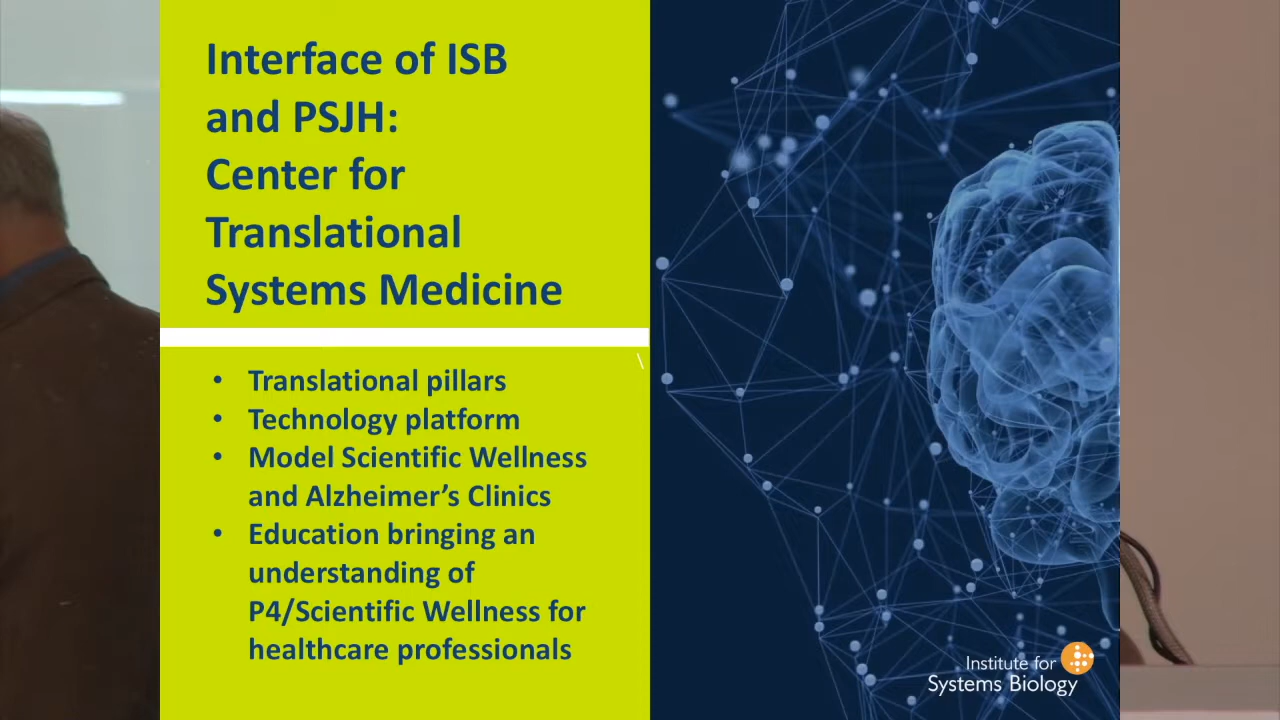 Interface of ISB
and PSJH:
Center for
Translational
Systems Medicine
\
• Translational pillars
• Technology platform
• Model Scientific Wellness
and Alzheimer’s Clinics
• Education bringing an
understanding of
P4/Scientific Wellness for
healthcare professionals
Institute for
Systems Biology